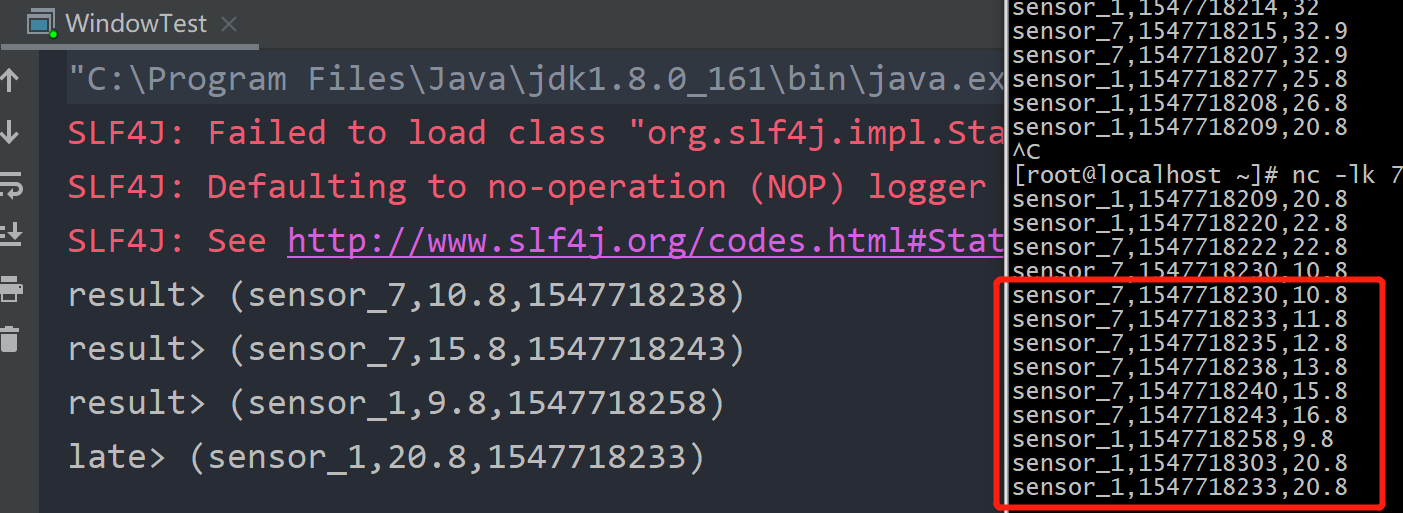 WindowTest
"C:\Program Files\Java\jdk1.8.0_161\bin\java.ex
SLF4J: Failed to load class "org.slf4j.impl.Sta
SLF4J: Defaulting to no-operation (NOP) logger
SLF4J: See http://www.slf4j.org/codes.html#Stat
result> (sensor_7,10.8,1547718238)
result> (sensor_7,15.8,1547718243)
result> (sensor_1,9.8,1547718258)
late> (sensor_1,20.8,1547718233)
sensor_1,1547718214,32
sensor_7,1547718215,32.9
sensor_7,1547718207,32.9
sensor_1,1547718277,25.8
sensor_1,1547718208,26.8
sensor_1,1547718209,20.8
^C
[root@localhost ~]# nc -lk 7
sensor_1,1547718209,20.8
sensor_1,1547718220,22.8
sensor_7,1547718222,22.8
sensor_7,1547718230,10.8
sensor_7,1547718230,10.8
sensor_7,1547718233,11.8
sensor_7,1547718235,12.8
sensor_7,1547718238,13.8
sensor_7,1547718240,15.8
sensor_7,1547718243,16.8
sensor_1,1547718258,9.8
sensor_1,1547718303,20.8
sensor_1,1547718233,20.8